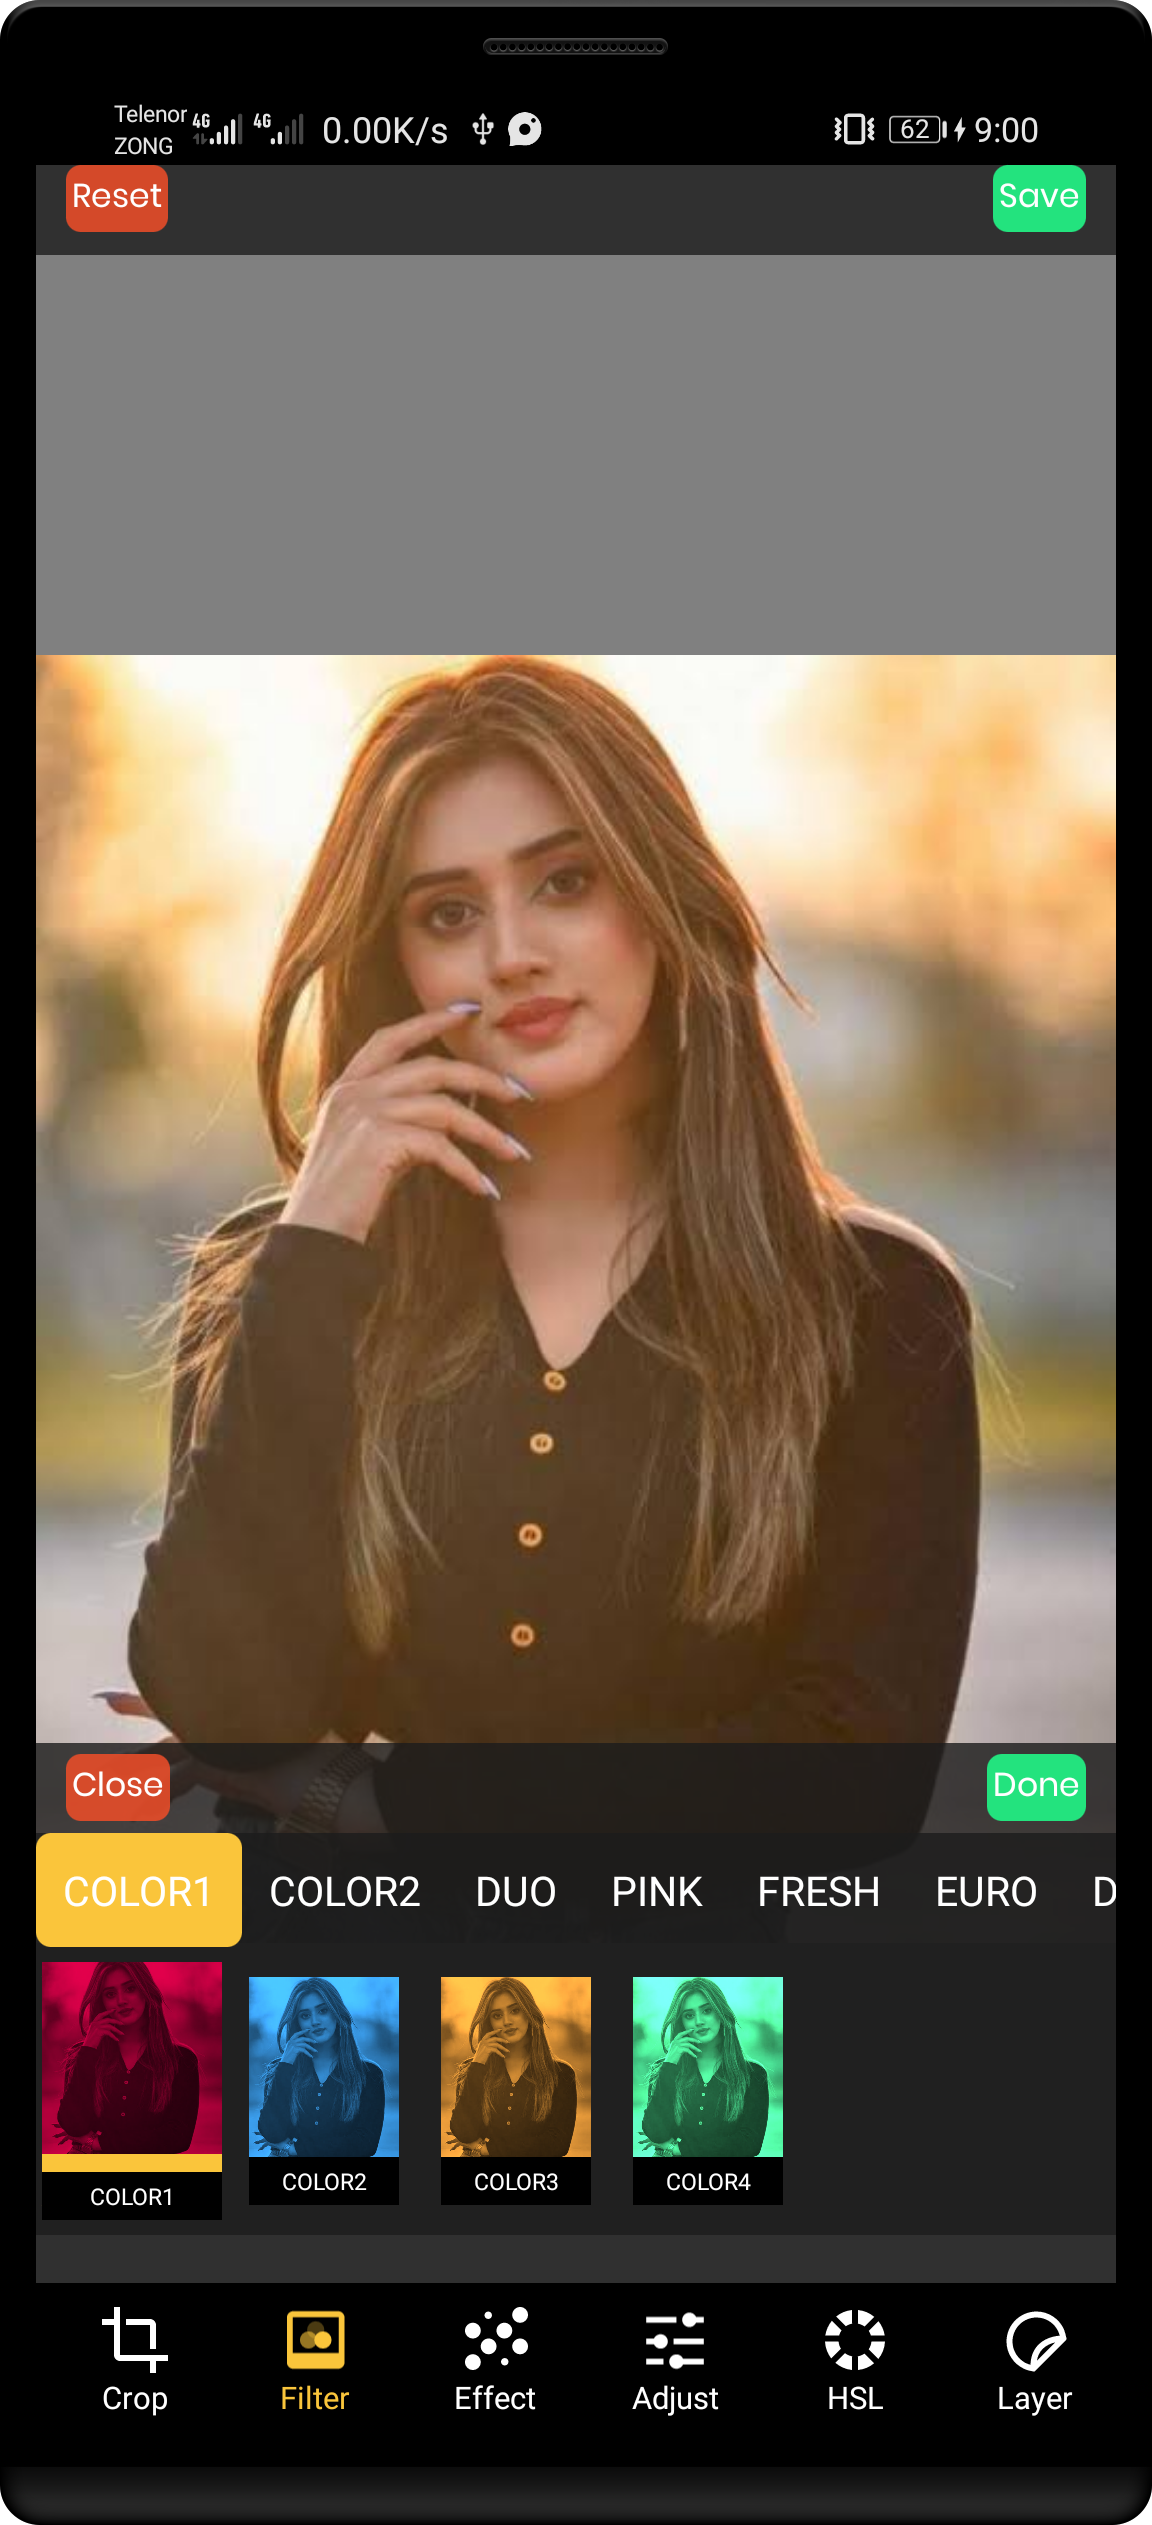 Telenor 4G 4G 0.00K/s 62 9:00
ZONG
Reset Save
Close Done
COLOR1 COLOR2 DUO PINK FRESH EURO D
COLOR1 COLOR2 COLOR3 COLOR4
Crop Filter Effect Adjust HSL Layer